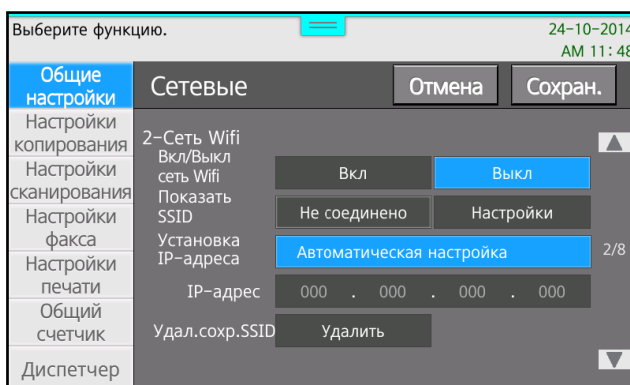 Выберите функцию.
24-10-2014
AM 11:48
Общие
настройки
Сетевые
Отмена
Сохран.
Настройки
копирования
Настройки
сканирования
Настройки
факса
Настройки
печати
Общий
счетчик
Диспетчер
2-Сеть Wifi
Вкл/Выкл
сеть Wifi
Вкл
Выкл
Показать
SSID
Не соединено
Настройки
Установка
IP-адреса
Автоматическая настройка
2/8
IP-адрес
000 . 000 . 000 . 000
Удал.сохр.SSID
Удалить